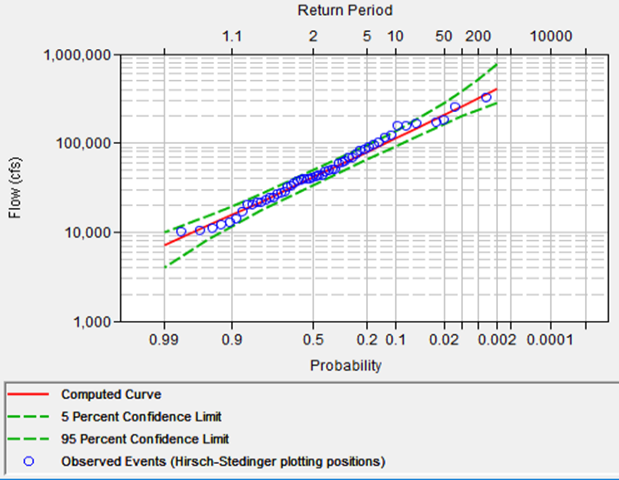 Return Period
1.1 2 5 10 50 200 10000
1,000,000
100,000
10,000
1,000
Flow (cfs)
0.99 0.9 0.5 0.2 0.1 0.02 0.002 0.0001
Probability
Computed Curve
5 Percent Confidence Limit
95 Percent Confidence Limit
Observed Events (Hirsch-Stedinger plotting positions)